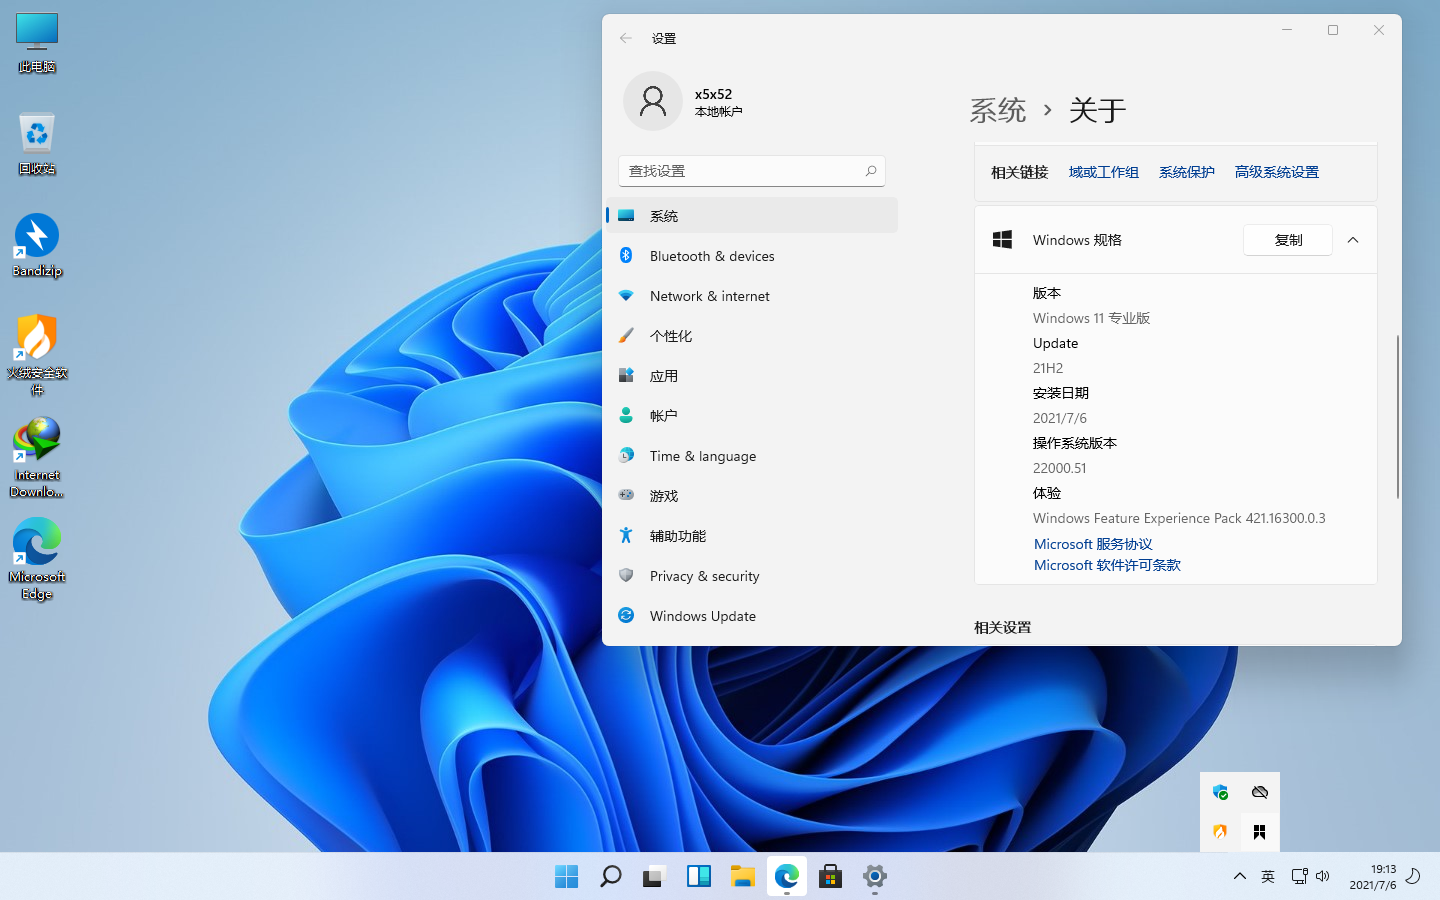 此电脑
回收站
Bandizip
火绒安全软
件
Internet
Downlo...
Microsoft
Edge
设置
x5x52
本地帐户
查找设置
系统
Bluetooth & devices
Network & internet
个性化
应用
帐户
Time & language
游戏
辅助功能
Privacy & security
Windows Update
系统 › 关于
相关链接 域或工作组 系统保护 高级系统设置
Windows 规格 复制
版本
Windows 11 专业版
Update
21H2
安装日期
2021/7/6
操作系统版本
22000.51
体验
Windows Feature Experience Pack 421.16300.0.3
Microsoft 服务协议
Microsoft 软件许可条款
相关设置
英
19:13
2021/7/6